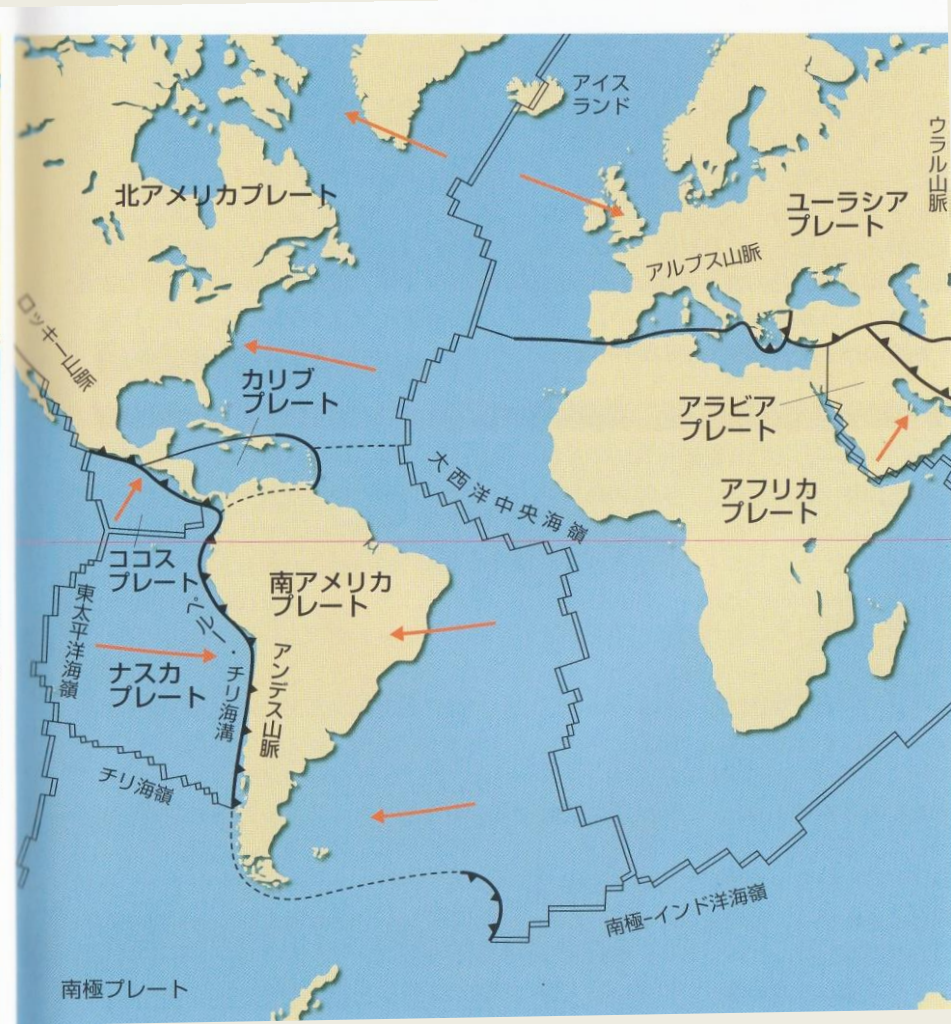 アイス
ランド
ウラル山脈
北アメリカプレート
ユーラシア
プレート
アルプス山脈
ロッキー山脈
カリブ
プレート
アラビア
プレート
大西洋中央海嶺
アフリカ
プレート
ココス
プレート
南アメリカ
プレート
東太平洋海嶺
ペルー・
チリ海溝
アンデス山脈
ナスカ
プレート
チリ海嶺
南極-インド洋海嶺
南極プレート